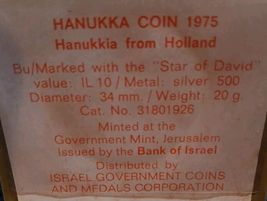 HANUKKA COIN 1975
Hanukkia from Holland
Bu/Marked with the "Star of David"
value: IL 10 / Metal: silver 500
Diameter: 34 mm. / Weight: 20 g.
Cat. No. 31801926
Minted at the
Government Mint, Jerusalem
Issued by the Bank of Israel
Distributed by
ISRAEL GOVERNMENT COINS
AND MEDALS CORPORATION